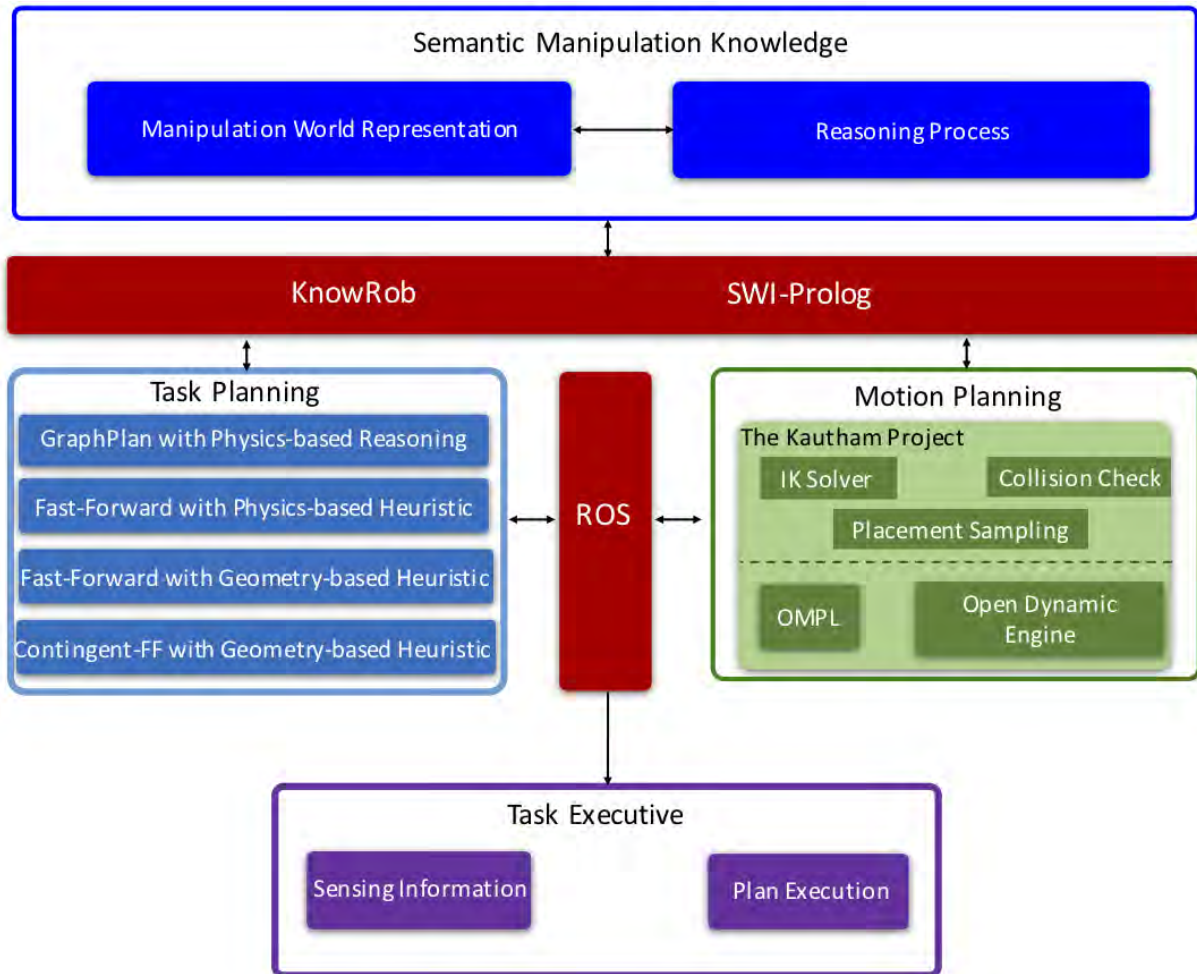 Semantic Manipulation Knowledge
Manipulation World Representation
Reasoning Process
KnowRob
SWI-Prolog
Task Planning
GraphPlan with Physics-based Reasoning
Fast-Forward with Physics-based Heuristic
Fast-Forward with Geometry-based Heuristic
Contingent-FF with Geometry-based Heuristic
ROS
Motion Planning
The Kautham Project
IK Solver
Collision Check
Placement Sampling
OMPL
Open Dynamic
Engine
Task Executive
Sensing Information
Plan Execution